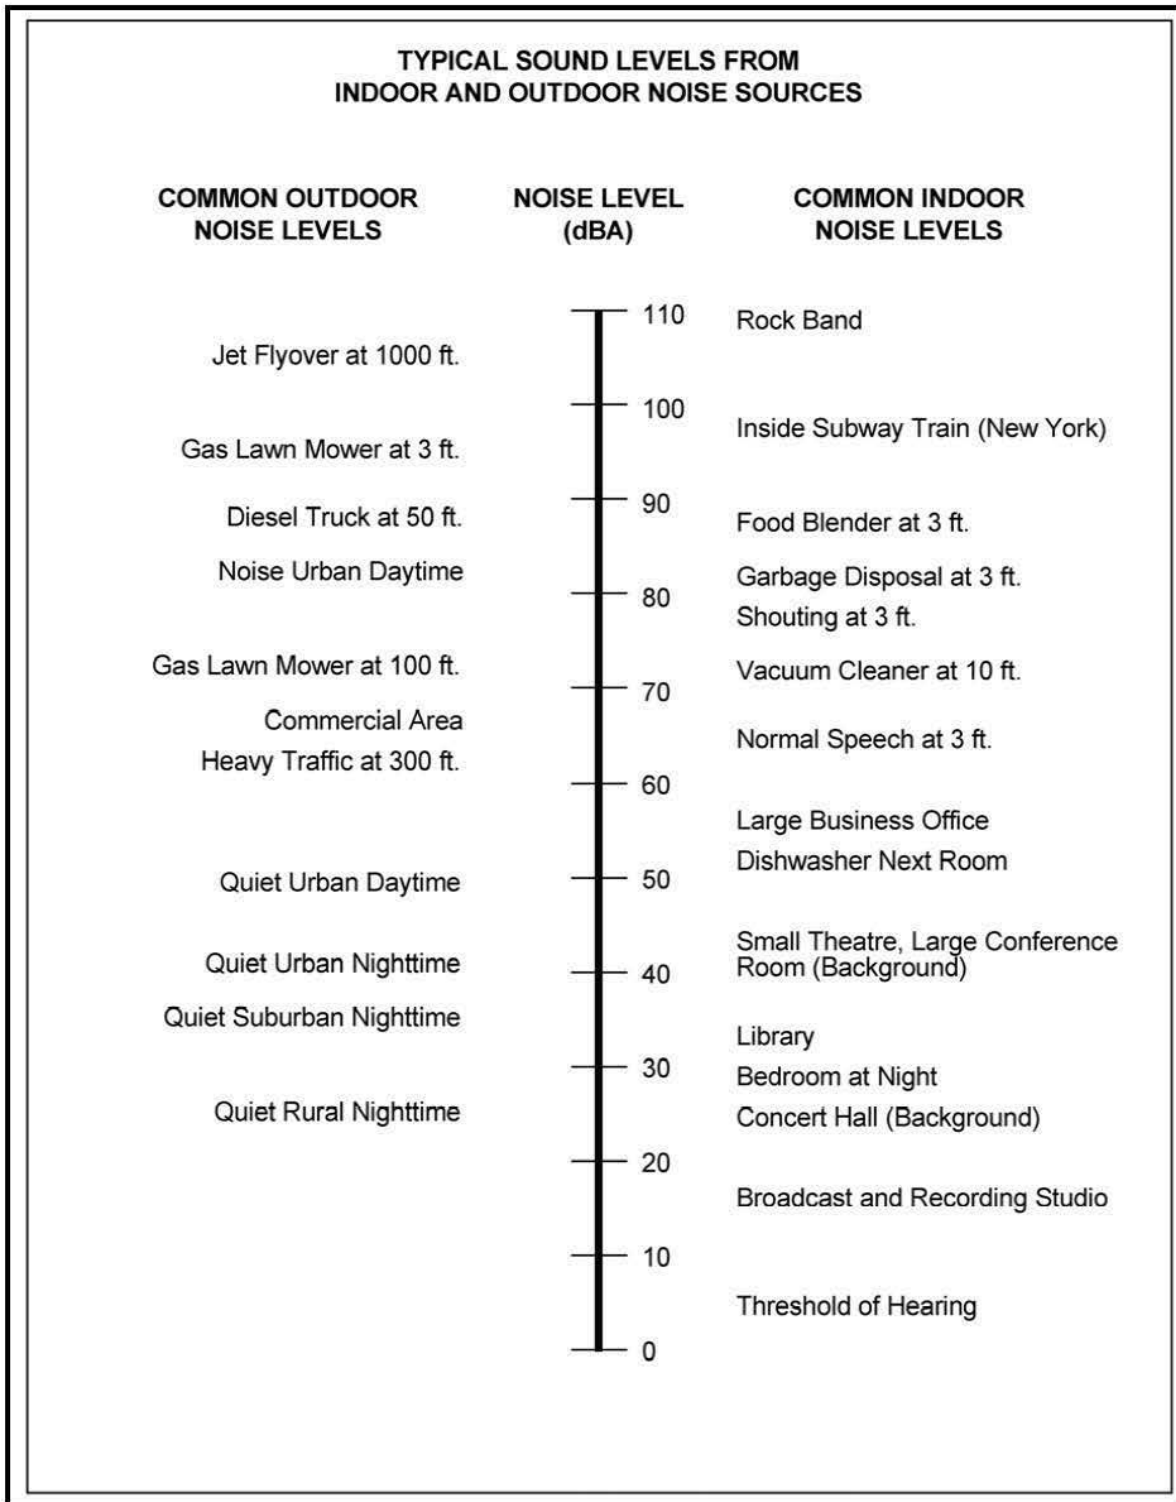 TYPICAL SOUND LEVELS FROM
INDOOR AND OUTDOOR NOISE SOURCES
COMMON OUTDOOR
NOISE LEVELS
NOISE LEVEL
(dBA)
COMMON INDOOR
NOISE LEVELS
110
Rock Band
Jet Flyover at 1000 ft.
100
Inside Subway Train (New York)
Gas Lawn Mower at 3 ft.
90
Diesel Truck at 50 ft.
Food Blender at 3 ft.
Noise Urban Daytime
Garbage Disposal at 3 ft.
80
Shouting at 3 ft.
Gas Lawn Mower at 100 ft.
Vacuum Cleaner at 10 ft.
70
Commercial Area
Normal Speech at 3 ft.
Heavy Traffic at 300 ft.
60
Large Business Office
Dishwasher Next Room
Quiet Urban Daytime
50
Small Theatre, Large Conference
Room (Background)
Quiet Urban Nighttime
40
Quiet Suburban Nighttime
Library
30
Bedroom at Night
Quiet Rural Nighttime
Concert Hall (Background)
20
Broadcast and Recording Studio
10
Threshold of Hearing
0